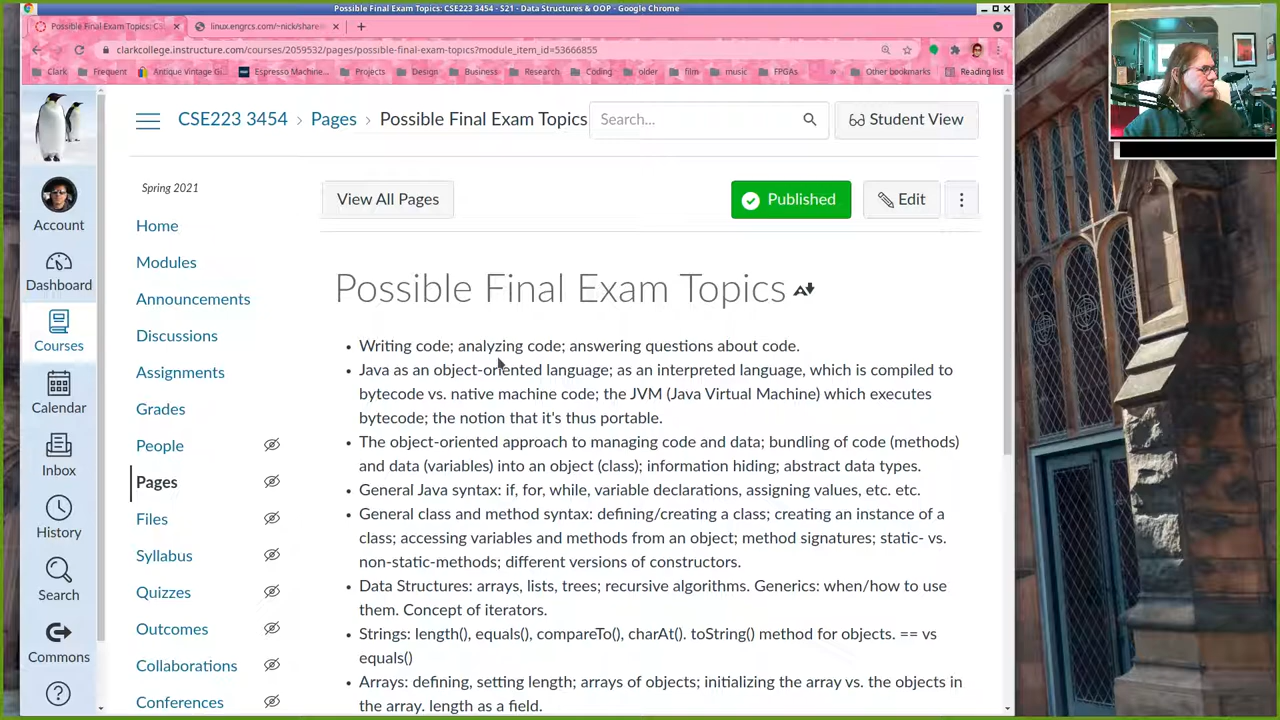 Possible Final Exam Topics: CSE223 3454 - S21 - Data Structures & OOP - Google Chrome
Possible Final Exam Topics: CS
linux.engrcs.com/~nick/share
clarkcollege.instructure.com/courses/2059532/pages/possible-final-exam-topics?module_item_id=53666855
Clark
Frequent
Antique Vintage Gi...
Espresso Machine...
Projects
Design
Business
Research
Coding
older
film
music
FPGAs
»
Other bookmarks
Reading list
CSE223 3454 › Pages › Possible Final Exam Topics
Search...
Student View
Account
Dashboard
Courses
Calendar
Inbox
History
Search
Commons
Spring 2021
Home
Modules
Announcements
Discussions
Assignments
Grades
People
Pages
Files
Syllabus
Quizzes
Outcomes
Collaborations
Conferences
View All Pages
Published
Edit
Possible Final Exam Topics
• Writing code; analyzing code; answering questions about code.
• Java as an object-oriented language; as an interpreted language, which is compiled to
bytecode vs. native machine code; the JVM (Java Virtual Machine) which executes
bytecode; the notion that it's thus portable.
• The object-oriented approach to managing code and data; bundling of code (methods)
and data (variables) into an object (class); information hiding; abstract data types.
• General Java syntax: if, for, while, variable declarations, assigning values, etc. etc.
• General class and method syntax: defining/creating a class; creating an instance of a
class; accessing variables and methods from an object; method signatures; static- vs.
non-static-methods; different versions of constructors.
• Data Structures: arrays, lists, trees; recursive algorithms. Generics: when/how to use
them. Concept of iterators.
• Strings: length(), equals(), compareTo(), charAt(). toString() method for objects. == vs
equals()
• Arrays: defining, setting length; arrays of objects; initializing the array vs. the objects in
the array. length as a field.